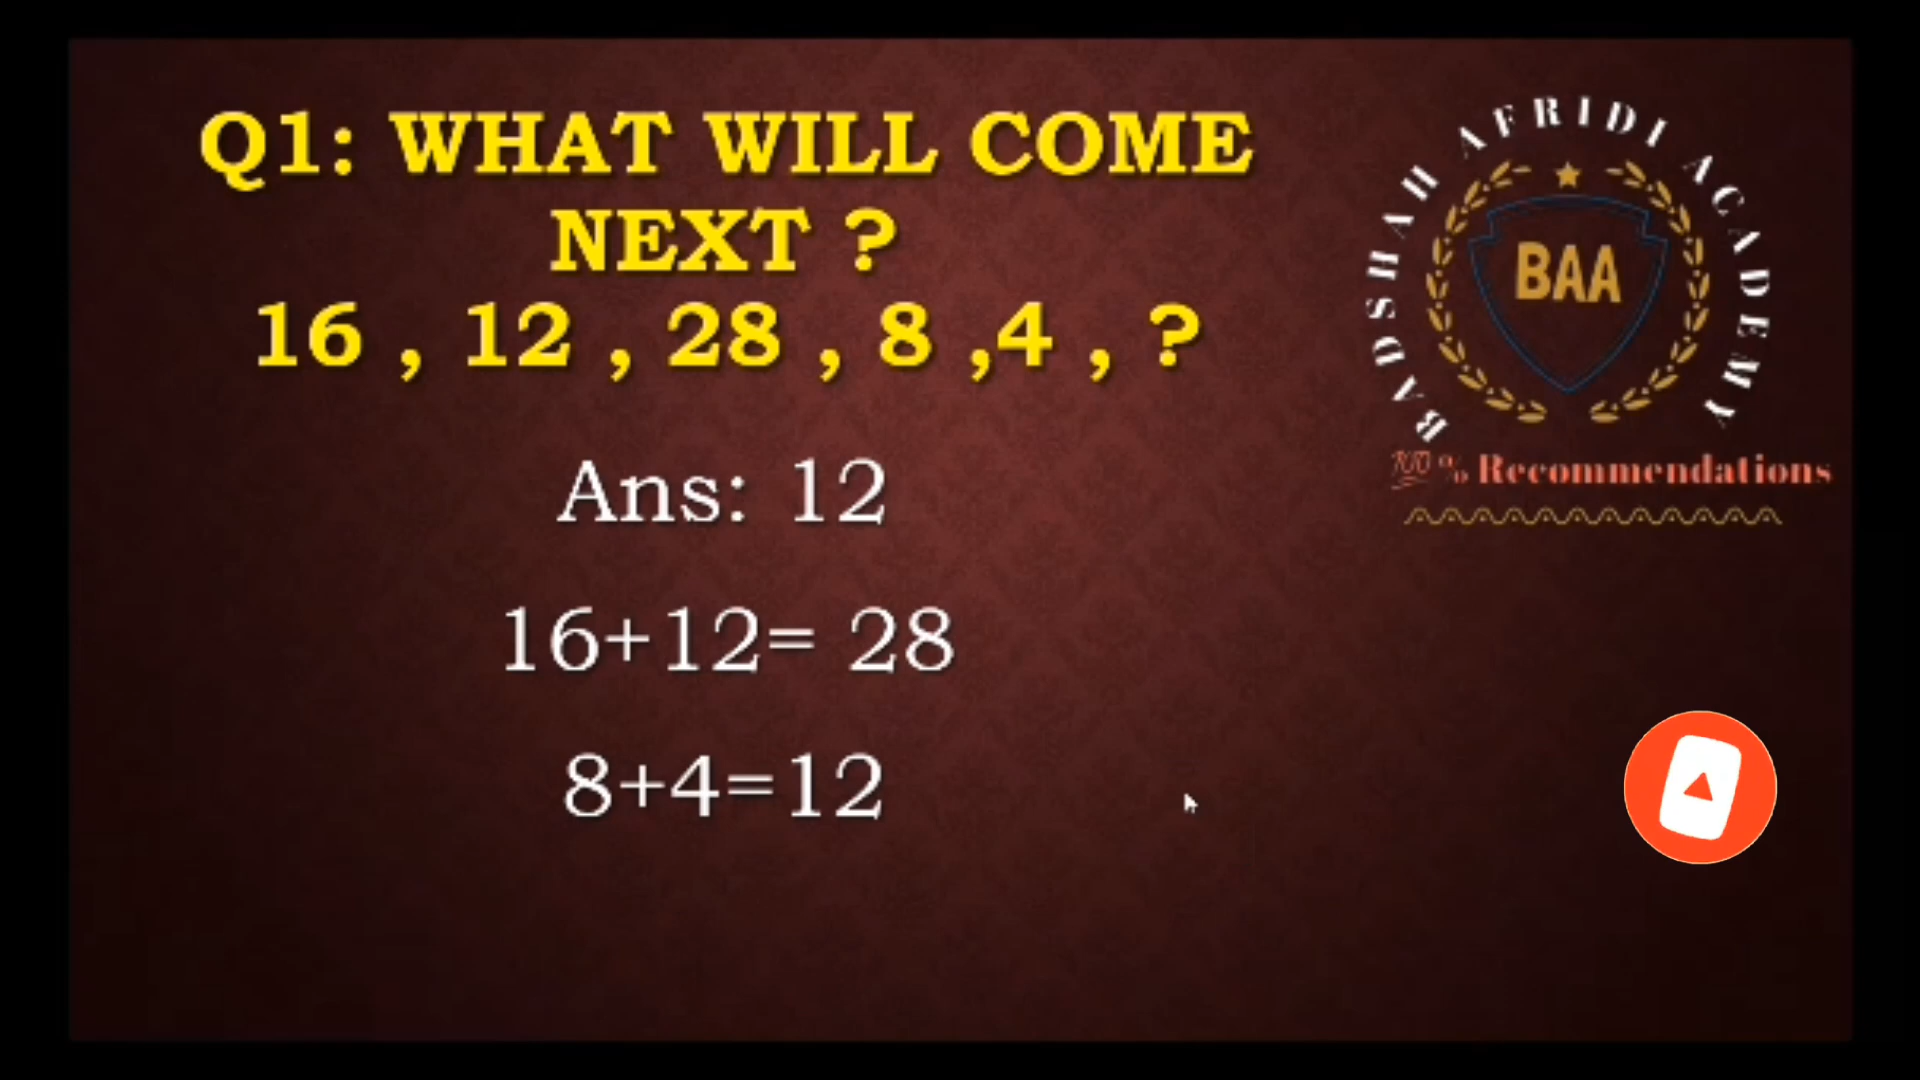 Q1: WHAT WILL COME
NEXT ?
16 , 12 , 28 , 8 ,4 , ?
Ans: 12
16+12= 28
8+4=12
BADSHAH AFRIDI ACADEMY
BAA
💯% Recommendations